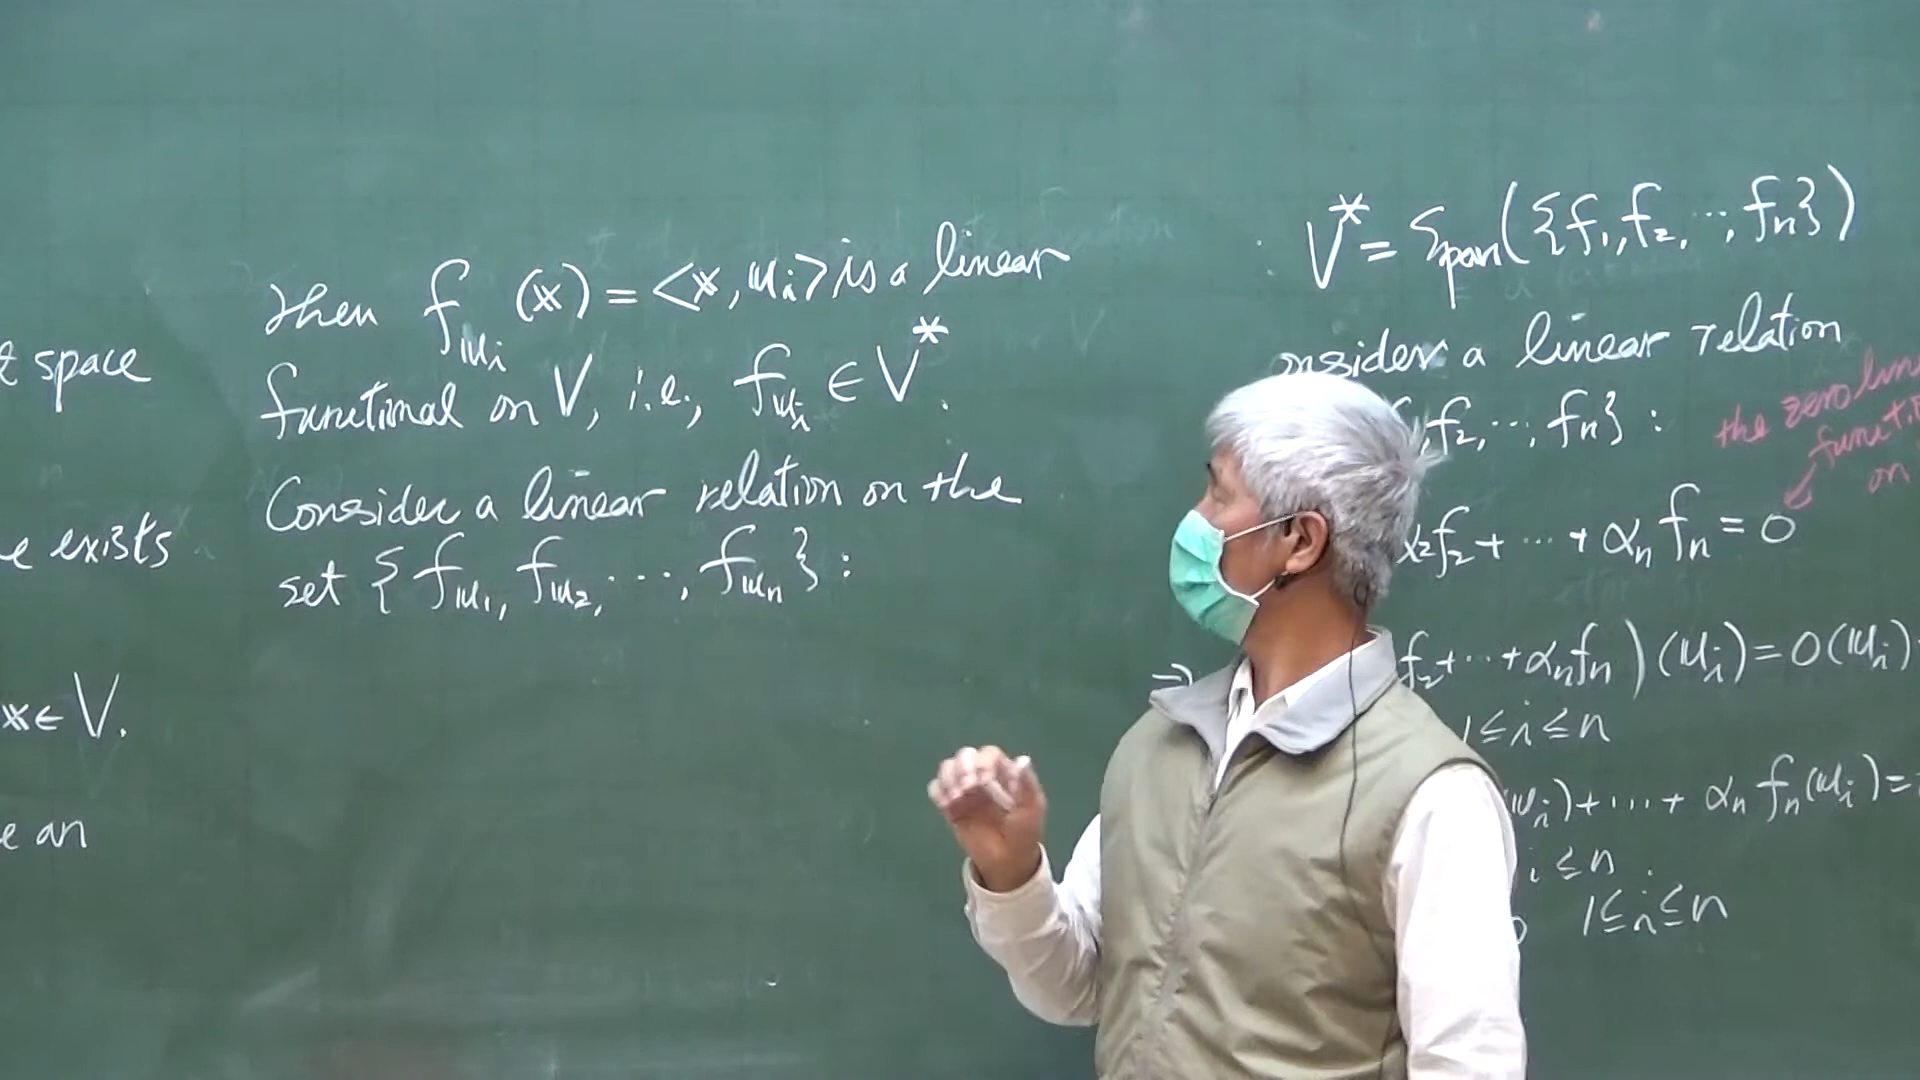 space
exists
x ∈ V.
an
Then f_{u_i}(x) = <x, u_i> is a linear
functional on V, i.e., f_{u_i} ∈ V*.
Consider a linear relation on the
set {f_{u_1}, f_{u_2}, ..., f_{u_n}} :
V* = Span({f_1, f_2, ..., f_n})
onsider a linear relation
f_2, ..., f_n} :
the zero
on
α_2 f_2 + ... + α_n f_n = 0
⇒ f_2 + ... + α_n f_n)(u_i) = 0(u_i)
1 ≤ i ≤ n
(u_i) + ... + α_n f_n(u_i) =
i ≤ n
1 ≤ i ≤ n